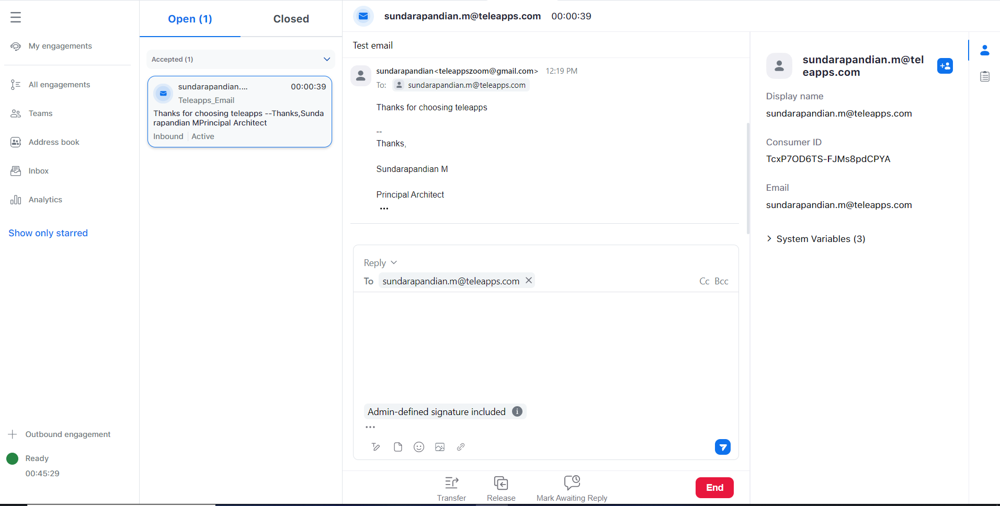 My engagements
All engagements
Teams
Address book
Inbox
Analytics
Show only starred
Outbound engagement
Ready
00:45:29
Open (1)
Closed
Accepted (1)
sundarapandian....
00:00:39
Teleapps_Email
Thanks for choosing teleapps --Thanks,Sunda
rapandian MPrincipal Architect
Inbound
Active
sundarapandian.m@teleapps.com 00:00:39
Test email
sundarapandian<teleappszoom@gmail.com> 12:19 PM
To: sundarapandian.m@teleapps.com
Thanks for choosing teleapps
--
Thanks,
Sundarapandian M
Principal Architect
Reply
To sundarapandian.m@teleapps.com
Cc Bcc
Admin-defined signature included
Transfer
Release
Mark Awaiting Reply
End
sundarapandian.m@tel
eapps.com
Display name
sundarapandian.m@teleapps.com
Consumer ID
TcxP7OD6TS-FJMs8pdCPYA
Email
sundarapandian.m@teleapps.com
System Variables (3)